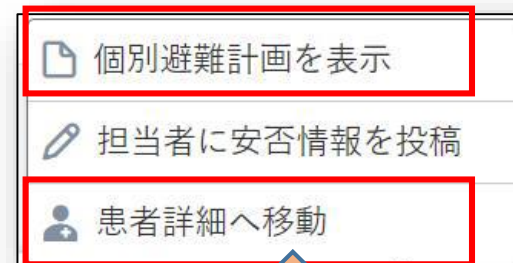 個別避難計画を表示
担当者に安否情報を投稿
患者詳細へ移動